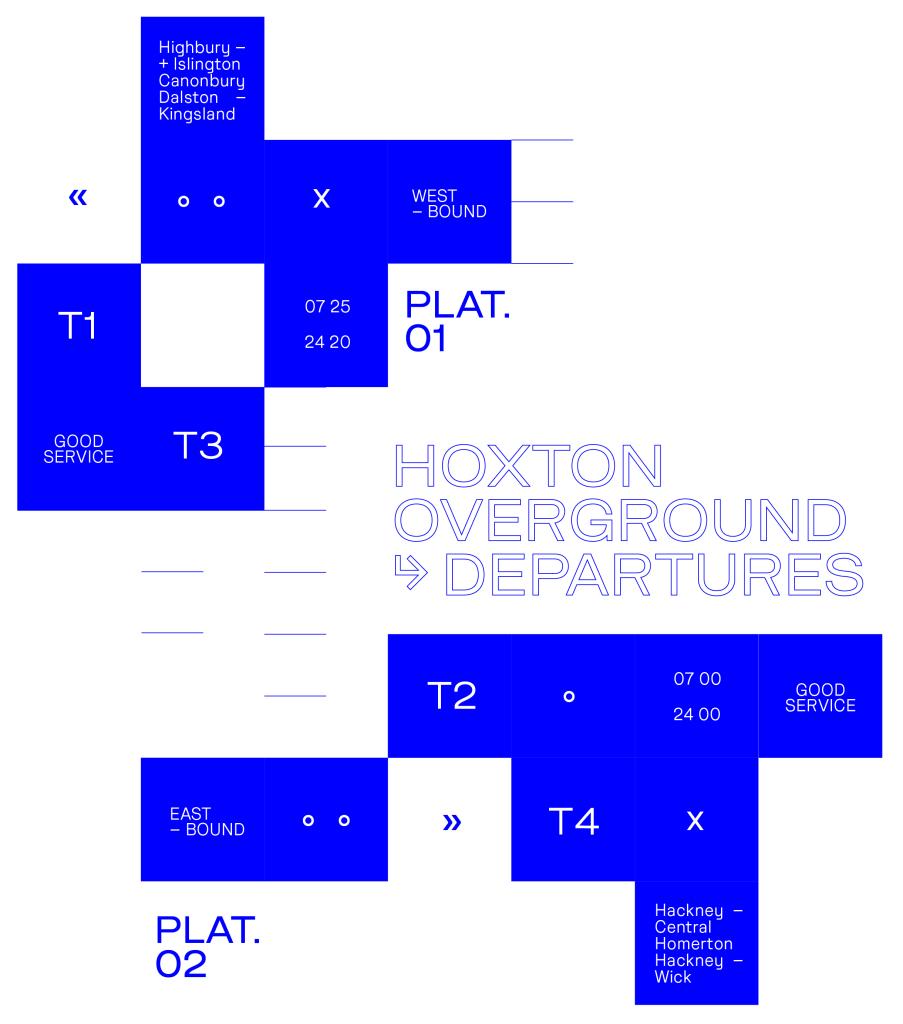 Highbury –
+ Islington
Canonbury
Dalston –
Kingsland
«
X
WEST
– BOUND
T1
07 25
24 20
PLAT.
01
GOOD
SERVICE
T3
HOXTON
OVERGROUND
↳ DEPARTURES
T2
07 00
24 00
GOOD
SERVICE
EAST
– BOUND
»
T4
X
PLAT.
02
Hackney –
Central
Homerton
Hackney –
Wick